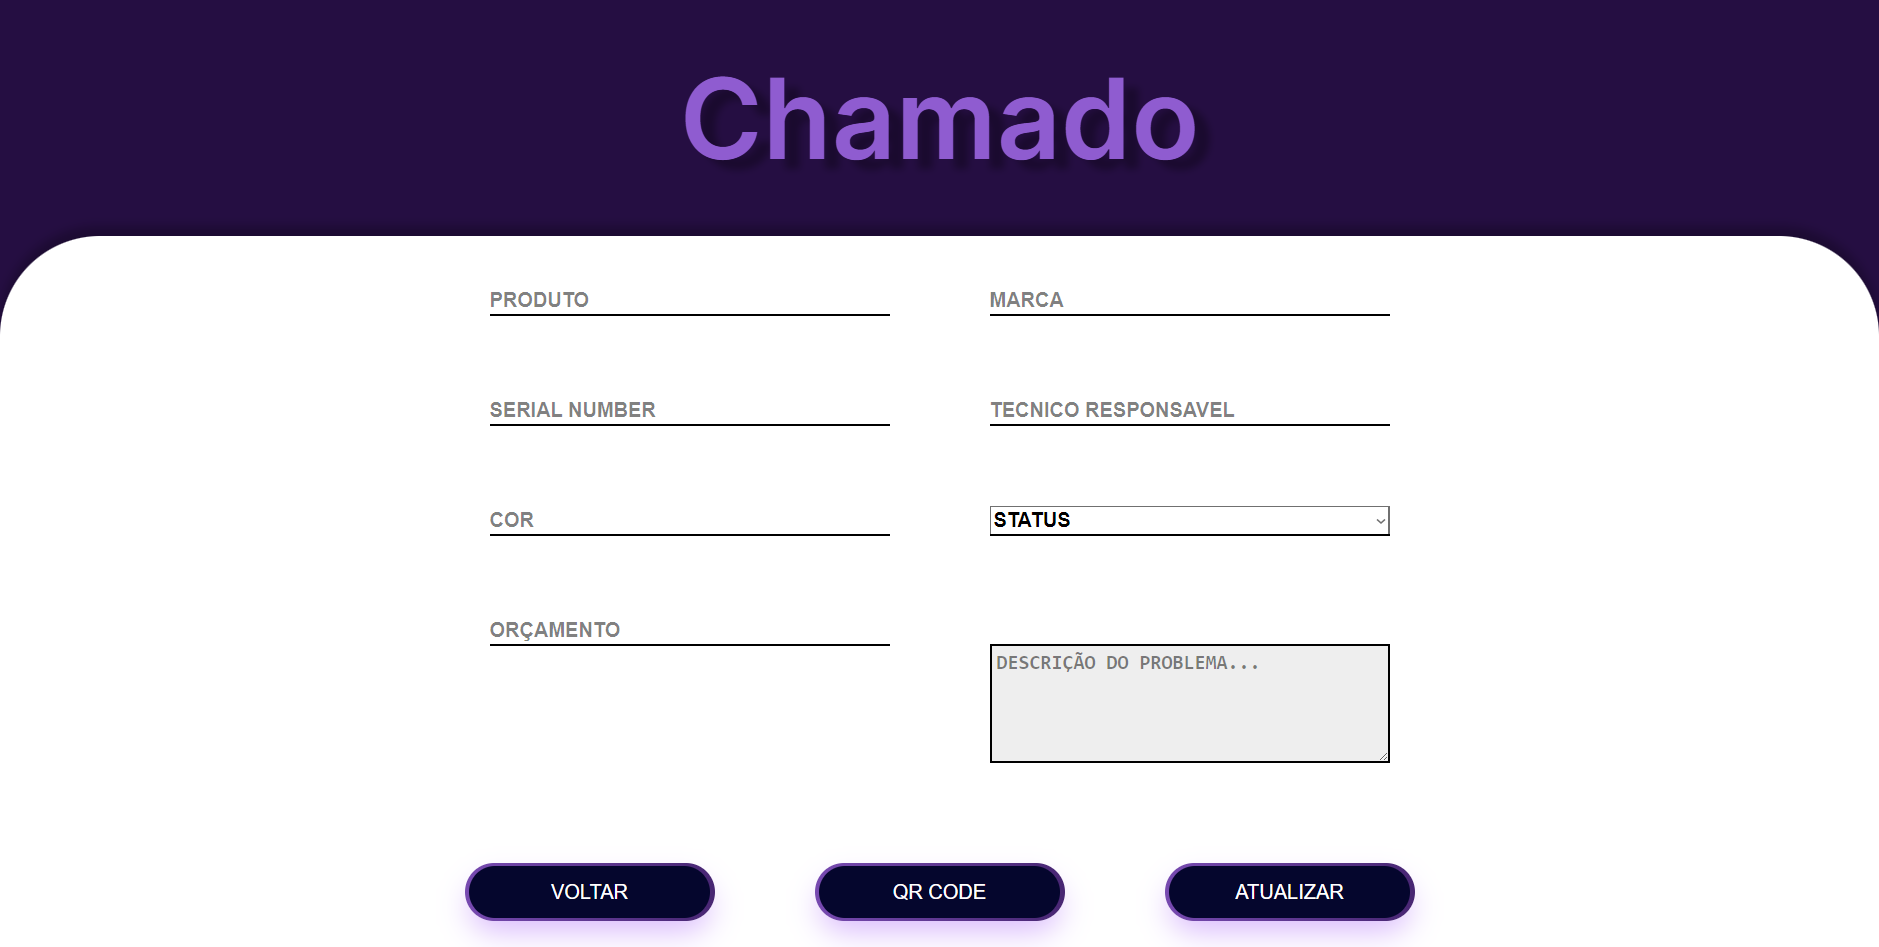 Chamado
PRODUTO
MARCA
SERIAL NUMBER
TECNICO RESPONSAVEL
COR
STATUS
ORÇAMENTO
DESCRIÇÃO DO PROBLEMA...
VOLTAR
QR CODE
ATUALIZAR